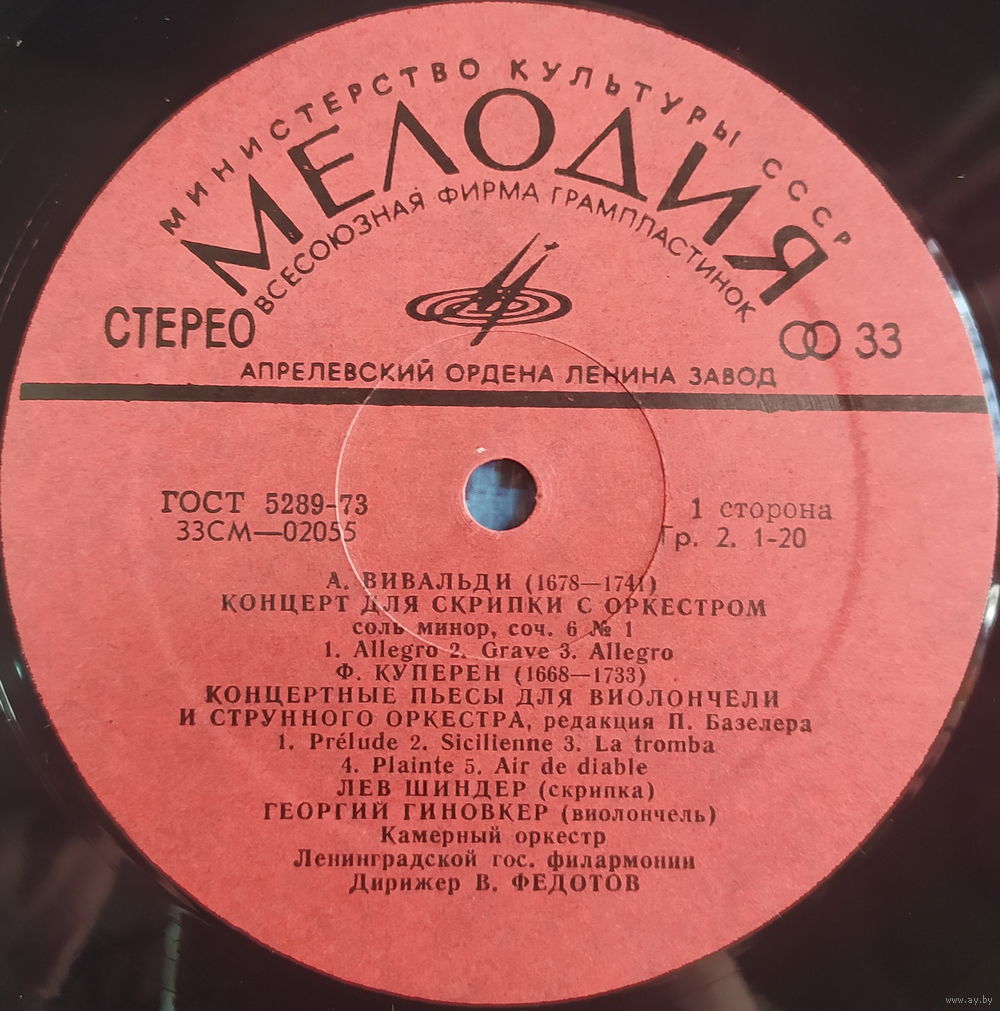 МИНИСТЕРСТВО КУЛЬТУРЫ СССР
МЕЛОДИЯ
ВСЕСОЮЗНАЯ ФИРМА ГРАМПЛАСТИНОК
СТЕРЕО
33
АПРЕЛЕВСКИЙ ОРДЕНА ЛЕНИНА ЗАВОД
ГОСТ 5289-73
1 сторона
33СМ—02055
Гр. 2. 1-20
А. ВИВАЛЬДИ (1678—1741)
КОНЦЕРТ ДЛЯ СКРИПКИ С ОРКЕСТРОМ
соль минор, соч. 6 № 1
1. Allegro 2. Grave 3. Allegro
Ф. КУПЕРЕН (1668—1733)
КОНЦЕРТНЫЕ ПЬЕСЫ ДЛЯ ВИОЛОНЧЕЛИ
И СТРУННОГО ОРКЕСТРА, редакция П. Базелера
1. Prélude 2. Sicilienne 3. La tromba
4. Plainte 5. Air de diable
ЛЕВ ШИНДЕР (скрипка)
ГЕОРГИЙ ГИНОВКЕР (виолончель)
Камерный оркестр
Ленинградской гос. филармонии
Дирижер В. ФЕДОТОВ
www.ay.by